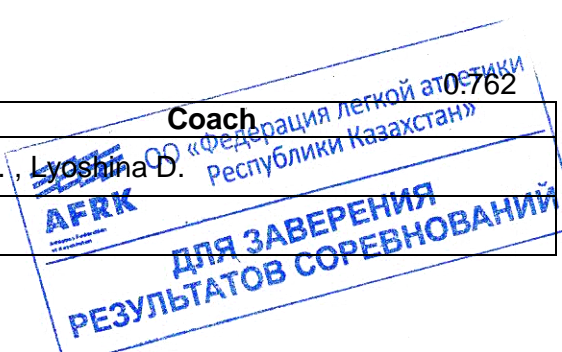 0.762
Coach
. , Lyoshina D.
ОО «Федерация легкой атлетики
Республики Казахстан»
AFRK
ДЛЯ ЗАВЕРЕНИЯ
РЕЗУЛЬТАТОВ СОРЕВНОВАНИЙ